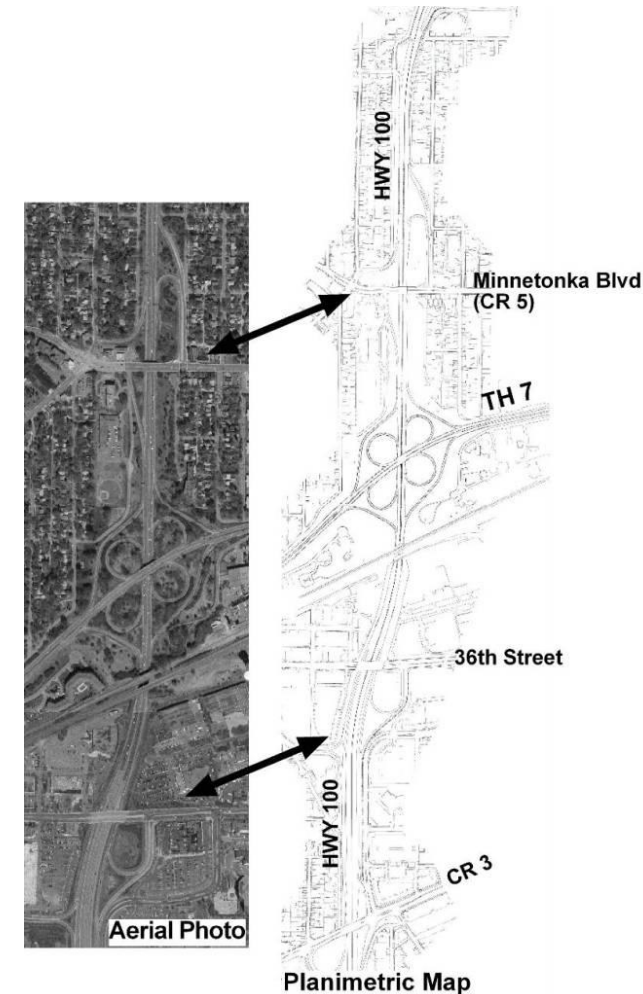 HWY 100
Minnetonka Blvd
(CR 5)
TH 7
36th Street
HWY 100
CR 3
Aerial Photo
Planimetric Map